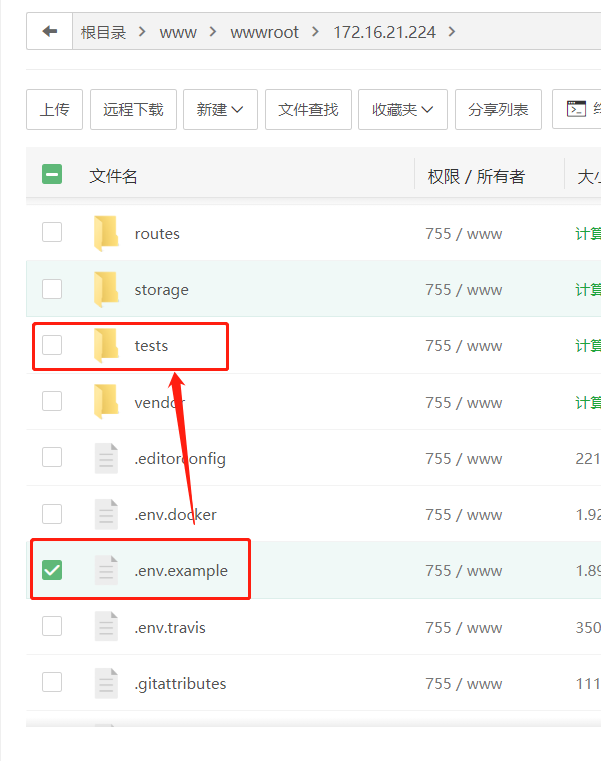 根目录 > www > wwwroot > 172.16.21.224 >
上传 远程下载 新建 文件查找 收藏夹 分享列表
文件名 权限 / 所有者
routes 755 / www 计算
storage 755 / www 计算
tests 755 / www 计算
vendor 755 / www 计算
.editorconfig 755 / www 221
.env.docker 755 / www 1.92
.env.example 755 / www 1.89
.env.travis 755 / www 350
.gitattributes 755 / www 111